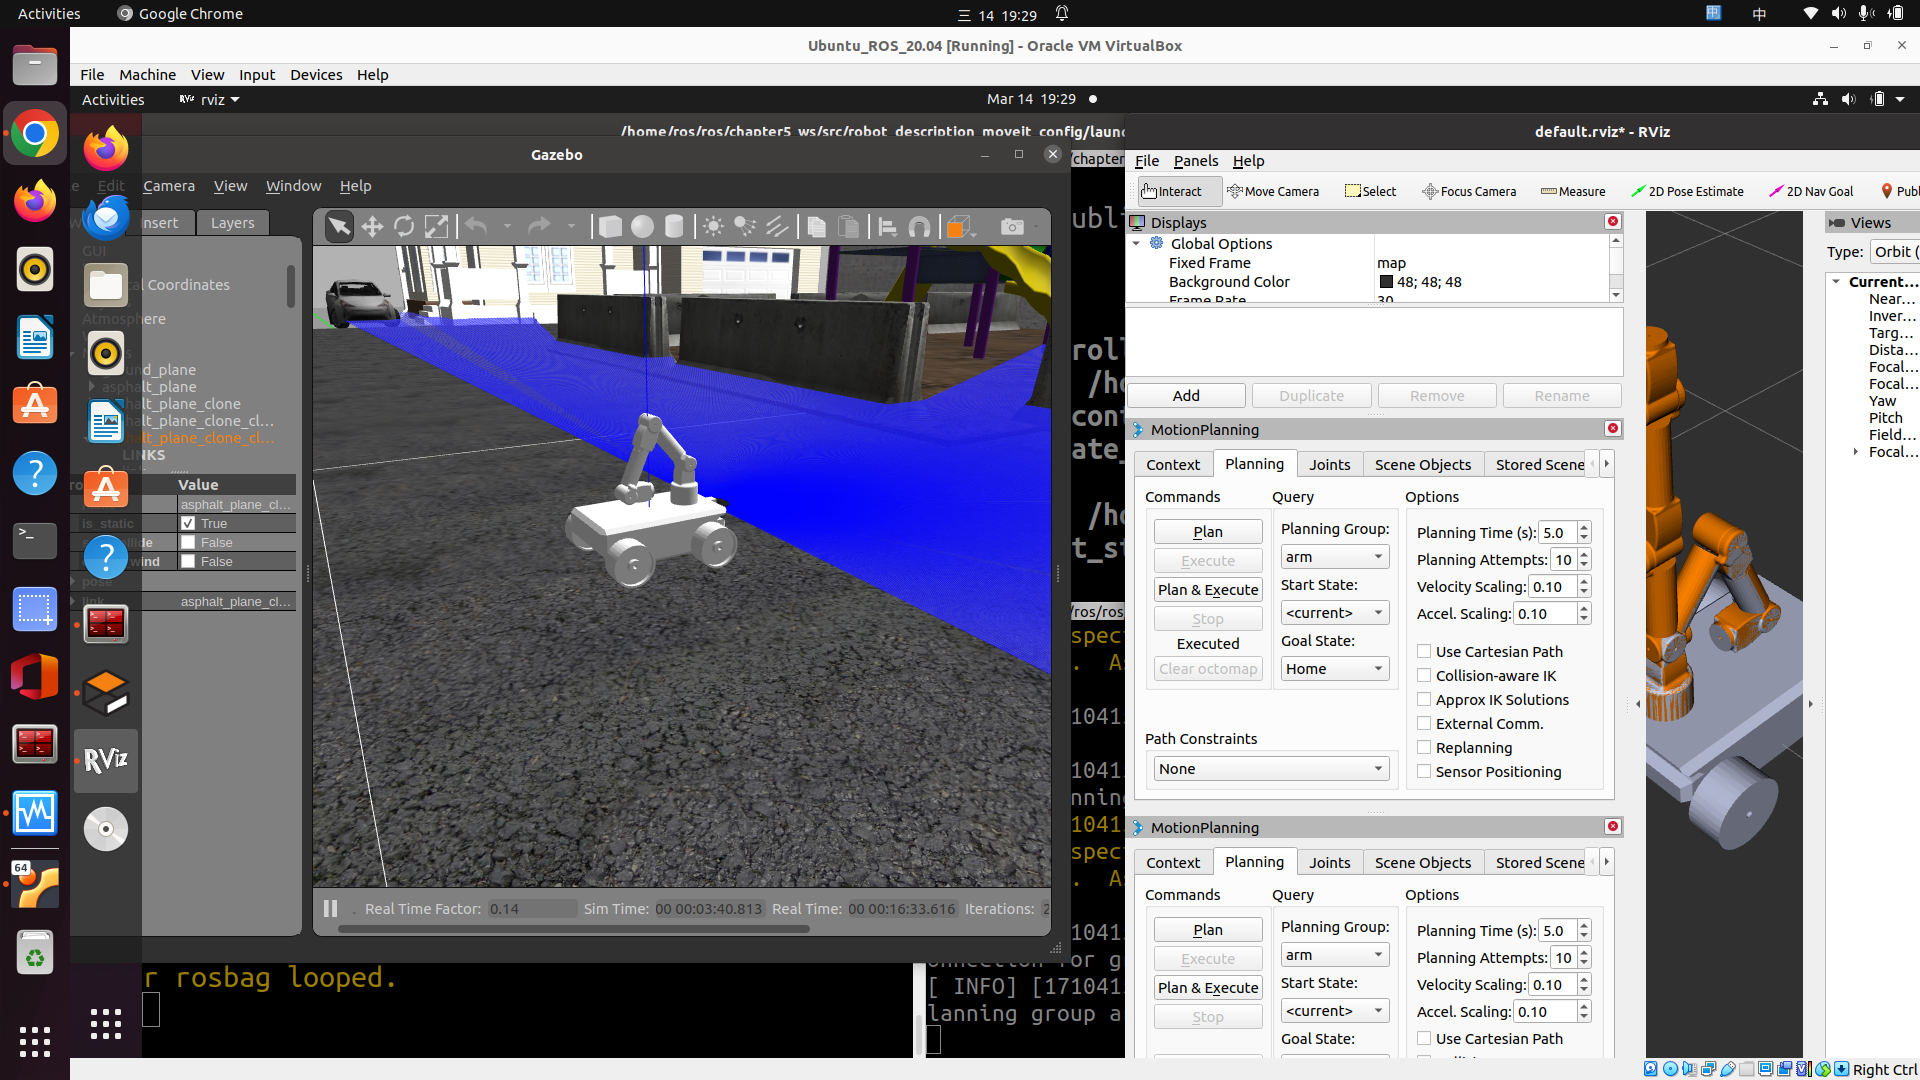 Activities
Google Chrome
三 14 19:29
中
Ubuntu_ROS_20.04 [Running] - Oracle VM VirtualBox
File Machine View Input Devices Help
Activities
rviz
Mar 14 19:29
/home/ros/ros/chapter5_ws/src/robot_description_moveit_config/laun
default.rviz* - RViz
Gazebo
Edit Camera View Window Help
Insert Layers
GUI
al Coordinates
Atmosphere
und_plane
asphalt_plane
halt_plane_clone
halt_plane_clone_cl...
halt_plane_clone_cl...
LINKS
Value
asphalt_plane_cl...
is_static True
False
wind False
pose
link asphalt_plane_cl...
Real Time Factor: 0.14 Sim Time: 00 00:03:40.813 Real Time: 00 00:16:33.616 Iterations:
r rosbag looped.
/chapter
ubli
roll
/ho
con
ate_
/ho
t_s
/ros/ros
spec
. A
1041
1041
nning
1041
spec
. A
1041
onnection for g
[ INFO] [171041
lanning group a
File Panels Help
Interact Move Camera Select Focus Camera Measure 2D Pose Estimate 2D Nav Goal Publ
Displays
Global Options
Fixed Frame map
Background Color 48; 48; 48
Frame Rate 30
Add Duplicate Remove Rename
MotionPlanning
Context Planning Joints Scene Objects Stored Scene
Commands Query Options
Plan
Execute
Plan & Execute
Stop
Executed
Clear octomap
Planning Group:
arm
Start State:
<current>
Goal State:
Home
Planning Time (s): 5.0
Planning Attempts: 10
Velocity Scaling: 0.10
Accel. Scaling: 0.10
Use Cartesian Path
Collision-aware IK
Approx IK Solutions
External Comm.
Replanning
Sensor Positioning
Path Constraints
None
MotionPlanning
Context Planning Joints Scene Objects Stored Scene
Commands Query Options
Plan
Execute
Plan & Execute
Stop
Planning Group:
arm
Start State:
<current>
Goal State:
Planning Time (s): 5.0
Planning Attempts: 10
Velocity Scaling: 0.10
Accel. Scaling: 0.10
Use Cartesian Path
Views
Type: Orbit (
Current...
Near...
Inver...
Targ...
Dista...
Focal...
Focal...
Yaw
Pitch
Field...
Focal...
RViz
64
Right Ctrl